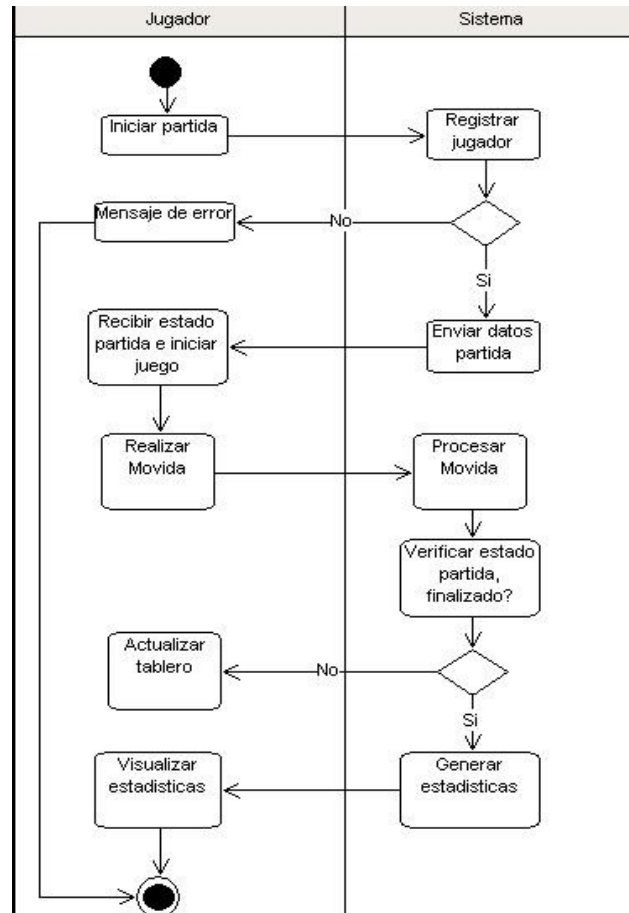 Jugador
Sistema
Iniciar partida
Registrar
jugador
Mensaje de error
No
Si
Recibir estado
partida e iniciar
juego
Enviar datos
partida
Realizar
Movida
Procesar
Movida
Verificar estado
partida,
finalizado?
Actualizar
tablero
No
Si
Visualizar
estadisticas
Generar
estadisticas